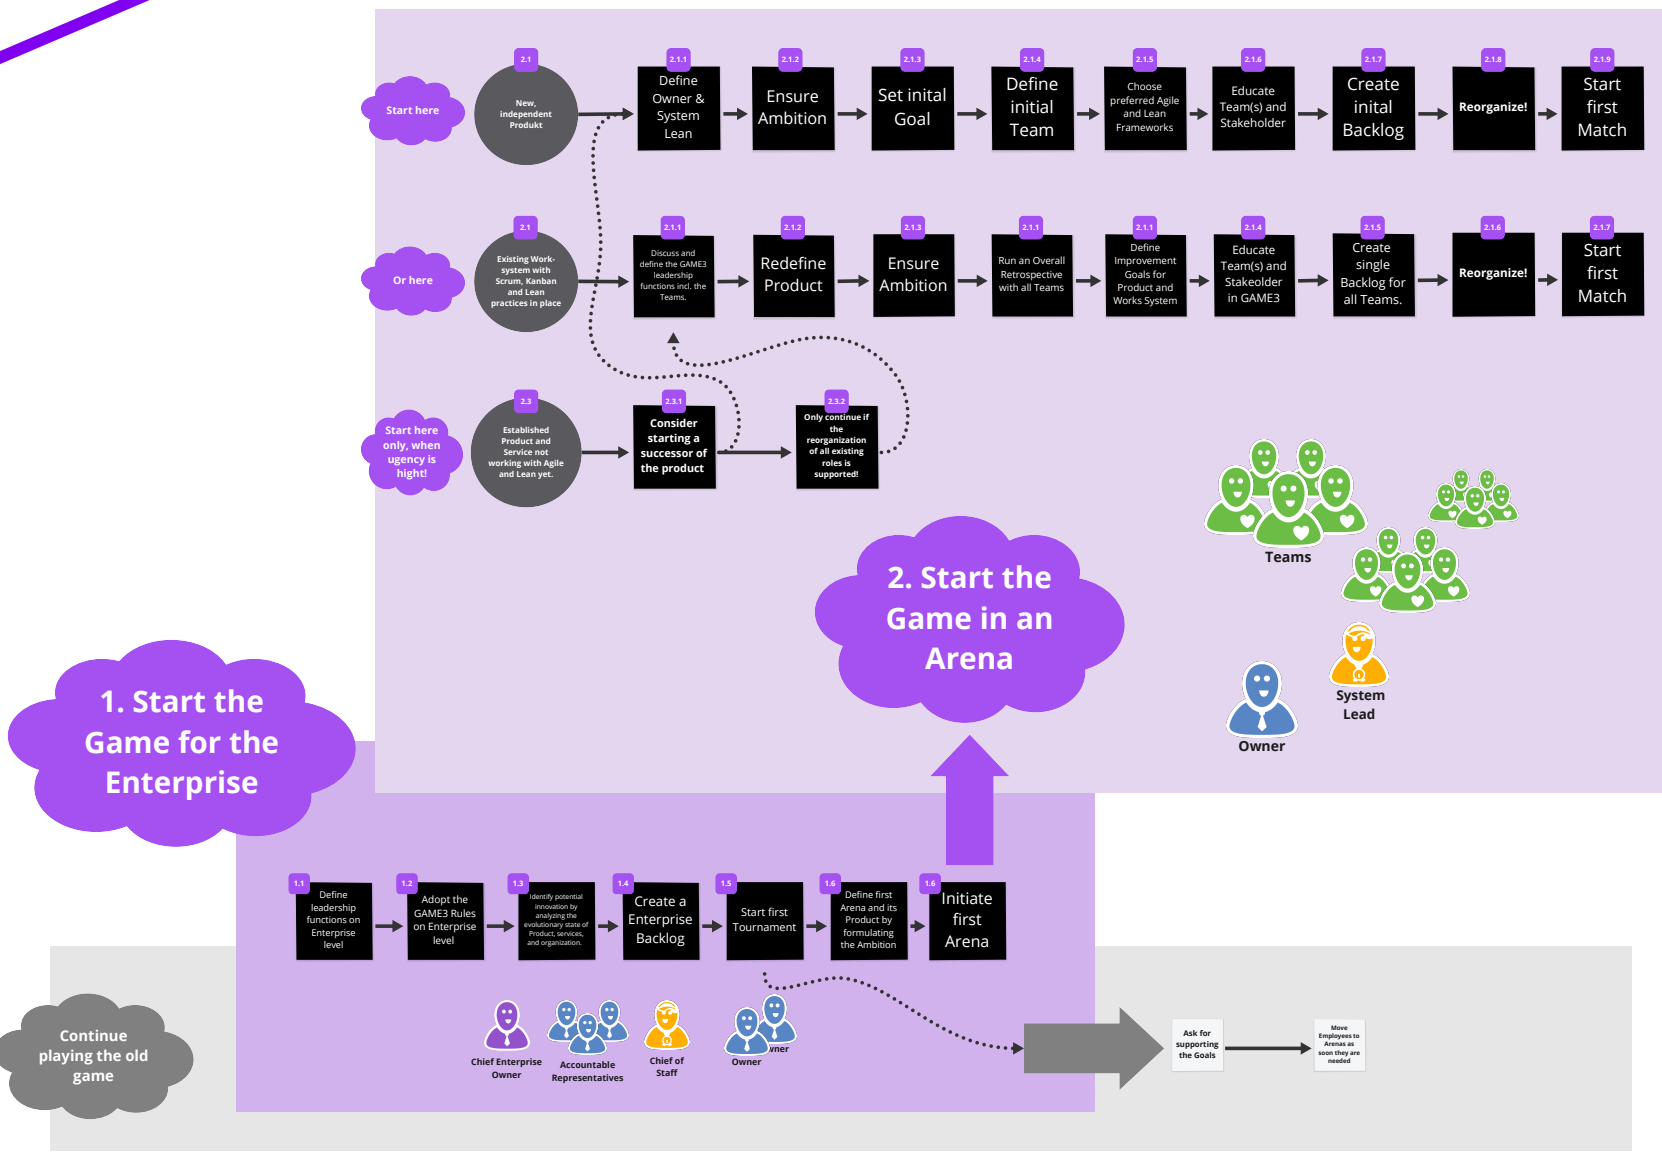 Start here
2.1
New,
independent
Produkt
2.1.1
Define
Owner &
System
Lean
2.1.2
Ensure
Ambition
2.1.3
Set inital
Goal
2.1.4
Define
initial
Team
2.1.5
Choose
preferred Agile
and Lean
Frameworks
2.1.6
Educate
Team(s) and
Stakeholder
2.1.7
Create
inital
Backlog
2.1.8
Reorganize!
2.1.9
Start
first
Match
Or here
2.1
Existing Work-
system with
Scrum, Kanban
and Lean
practices in place
2.1.1
Discuss and
define the GAME3
leadership
functions incl. the
Teams.
2.1.2
Redefine
Product
2.1.3
Ensure
Ambition
2.1.1
Run an Overall
Retrospective
with all Teams
2.1.1
Define
Improvement
Goals for
Product and
Works System
2.1.4
Educate
Team(s) and
Stakeolder
in GAME3
2.1.5
Create
single
Backlog for
all Teams.
2.1.6
Reorganize!
2.1.7
Start
first
Match
Start here
only, when
ugency is
hight!
2.3
Established
Product and
Service not
working with Agile
and Lean yet.
2.3.1
Consider
starting a
successor of
the product
2.3.2
Only continue if
the
reorganization
of all existing
roles is
supported!
Teams
System
Lead
Owner
2. Start the
Game in an
Arena
1. Start the
Game for the
Enterprise
1.1
Define
leadership
functions on
Enterprise
level
1.2
Adopt the
GAME3 Rules
on Enterprise
level
1.3
Identify potential
innovation by
analyzing the
evolutionary state of
Product, services,
and organization.
1.4
Create a
Enterprise
Backlog
1.5
Start first
Tournament
1.6
Define first
Arena and its
Product by
formulating
the Ambition
1.6
Initiate
first
Arena
Chief Enterprise
Owner
Accountable
Representatives
Chief of
Staff
Owner
wner
Continue
playing the old
game
Ask for
supporting
the Goals
Move
Employees to
Arenas as
soon they are
needed